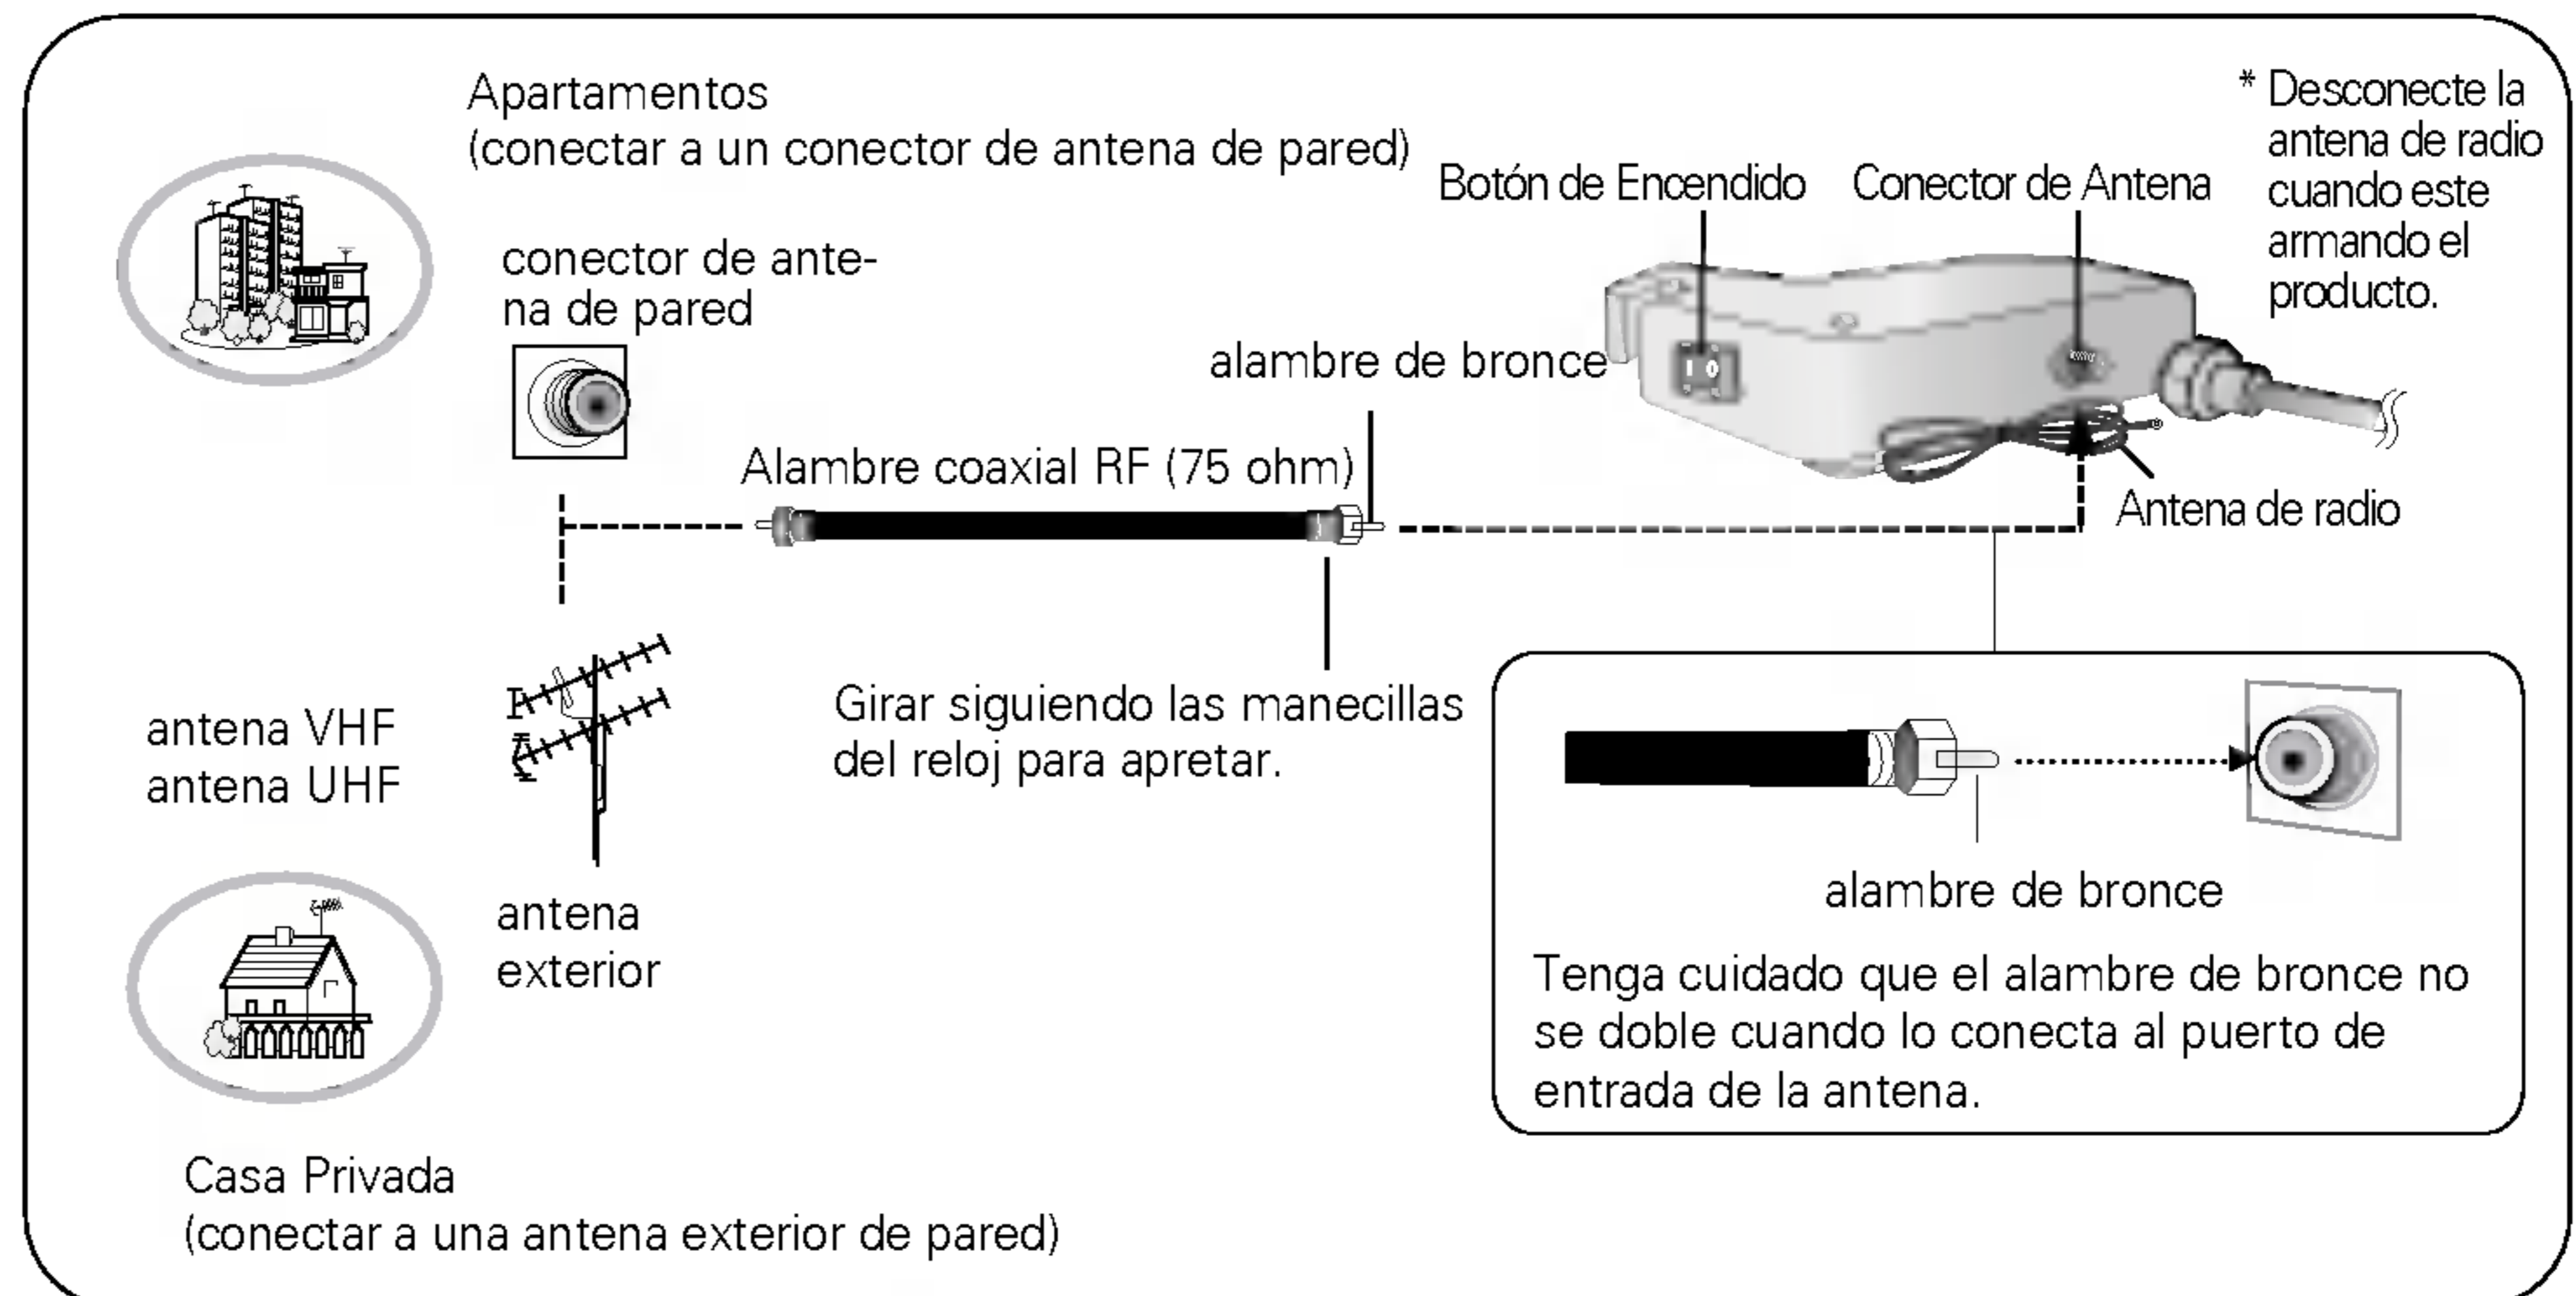 Apartamentos
(conectar a un conector de antena de pared)
* Desconecte la
antena de radio
cuando este
armando el
producto.
Botón de Encendido
Conector de Antena
conector de ante-
na de pared
alambre de bronce
Alambre coaxial RF (75 ohm)
Antena de radio
antena VHF
antena UHF
Girar siguiendo las manecillas
del reloj para apretar.
antena
exterior
alambre de bronce
Tenga cuidado que el alambre de bronce no
se doble cuando lo conecta al puerto de
entrada de la antena.
Casa Privada
(conectar a una antena exterior de pared)